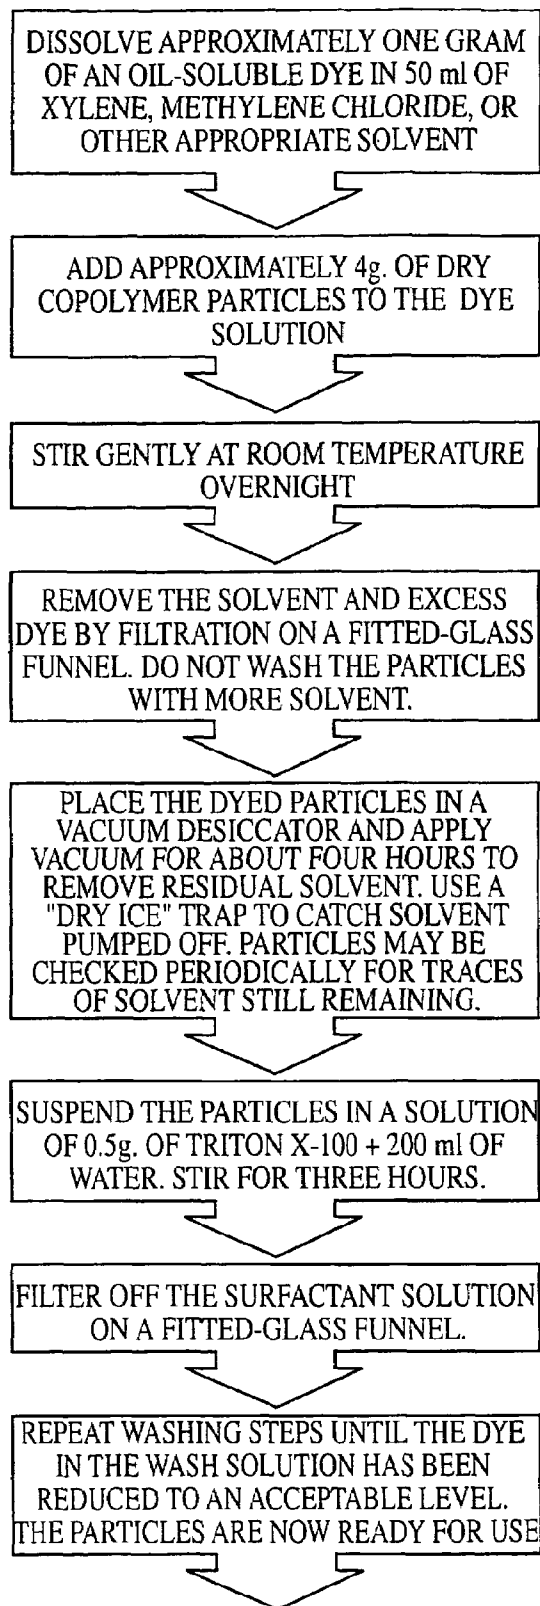 DISSOLVE APPROXIMATELY ONE GRAM
OF AN OIL-SOLUBLE DYE IN 50 ml OF
XYLENE, METHYLENE CHLORIDE, OR
OTHER APPROPRIATE SOLVENT
ADD APPROXIMATELY 4g. OF DRY
COPOLYMER PARTICLES TO THE DYE
SOLUTION
STIR GENTLY AT ROOM TEMPERATURE
OVERNIGHT
REMOVE THE SOLVENT AND EXCESS
DYE BY FILTRATION ON A FITTED-GLASS
FUNNEL. DO NOT WASH THE PARTICLES
WITH MORE SOLVENT.
PLACE THE DYED PARTICLES IN A
VACUUM DESICCATOR AND APPLY
VACUUM FOR ABOUT FOUR HOURS TO
REMOVE RESIDUAL SOLVENT. USE A
"DRY ICE" TRAP TO CATCH SOLVENT
PUMPED OFF. PARTICLES MAY BE
CHECKED PERIODICALLY FOR TRACES
OF SOLVENT STILL REMAINING.
SUSPEND THE PARTICLES IN A SOLUTION
OF 0.5g. OF TRITON X-100 + 200 ml OF
WATER. STIR FOR THREE HOURS.
FILTER OFF THE SURFACTANT SOLUTION
ON A FITTED-GLASS FUNNEL.
REPEAT WASHING STEPS UNTIL THE DYE
IN THE WASH SOLUTION HAS BEEN
REDUCED TO AN ACCEPTABLE LEVEL.
THE PARTICLES ARE NOW READY FOR USE